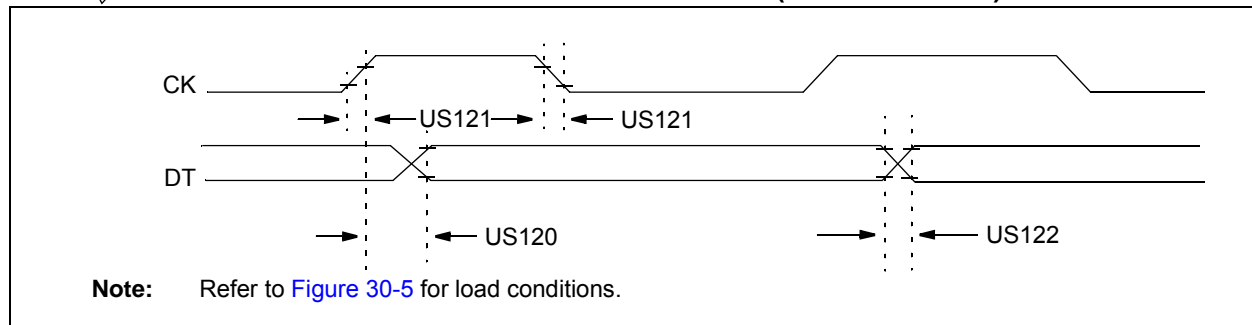 CK
US121 US121
DT
US120 US122
Note: Refer to Figure 30-5 for load conditions.